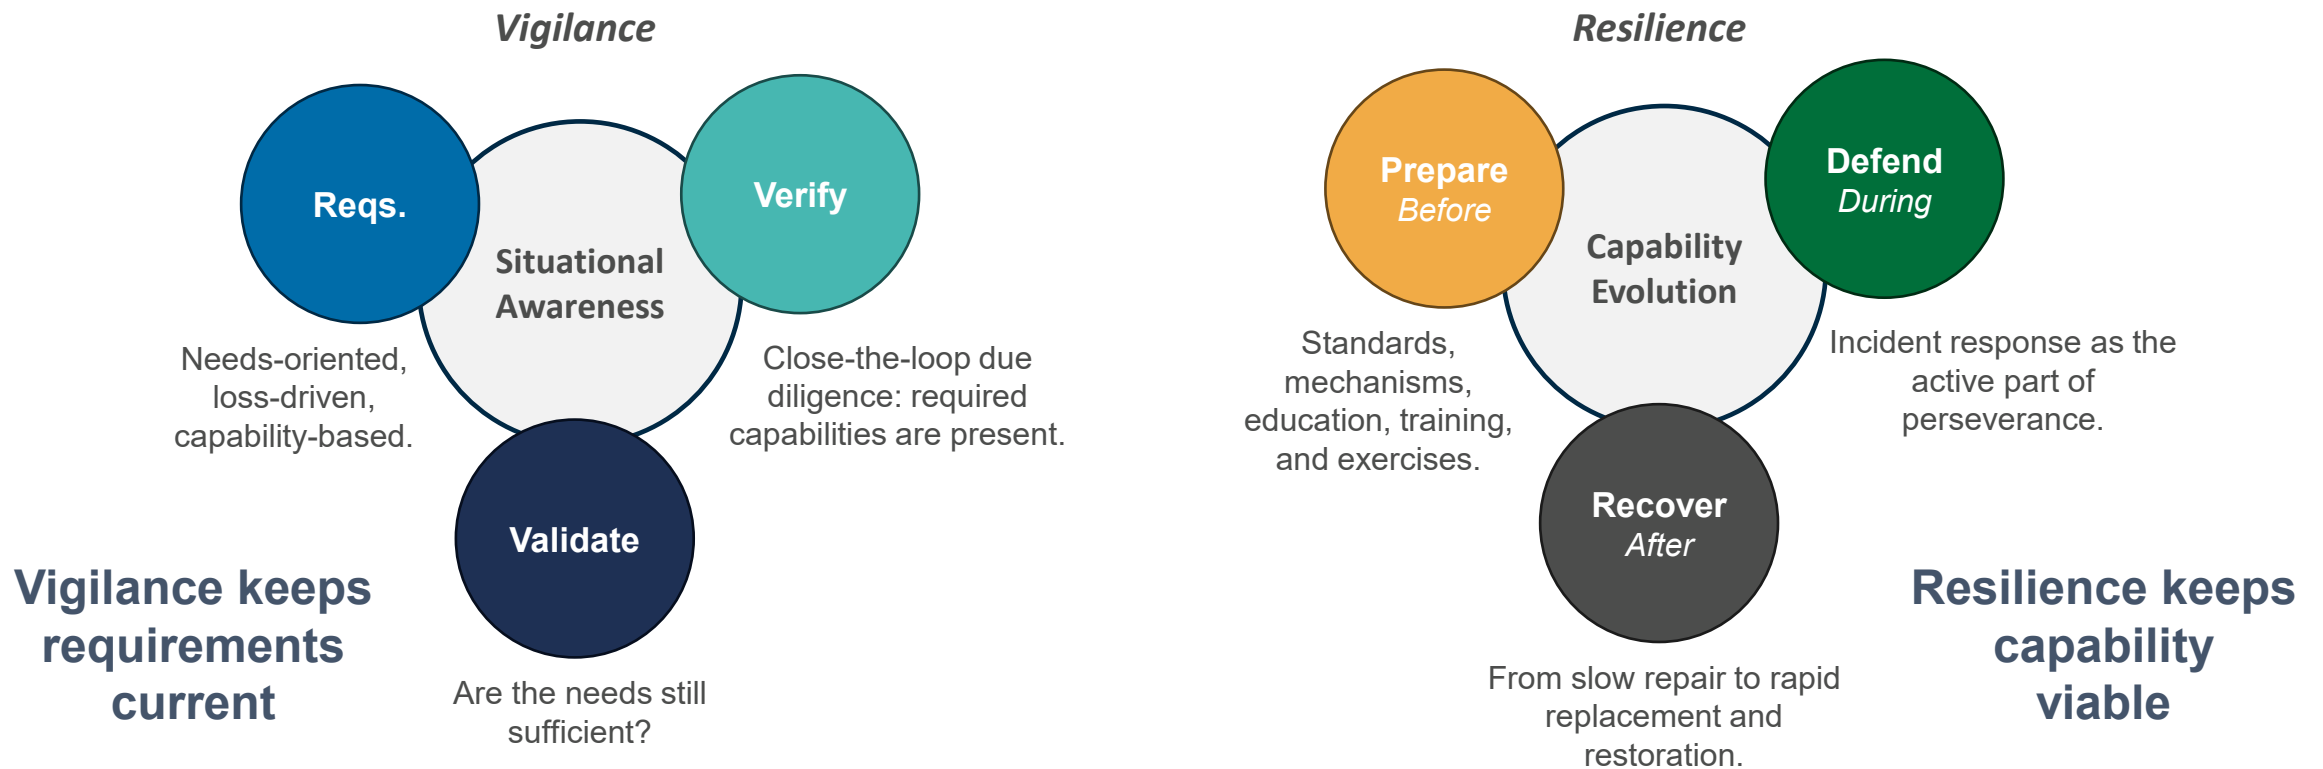 Vigilance
Reqs.
Verify
Situational
Awareness
Needs-oriented,
loss-driven,
capability-based.
Close-the-loop due
diligence: required
capabilities are present.
Validate
Are the needs still
sufficient?
Vigilance keeps
requirements
current
Resilience
Prepare
Before
Defend
During
Capability
Evolution
Standards,
mechanisms,
education, training,
and exercises.
Incident response as the
active part of
perseverance.
Recover
After
From slow repair to rapid
replacement and
restoration.
Resilience keeps
capability
viable